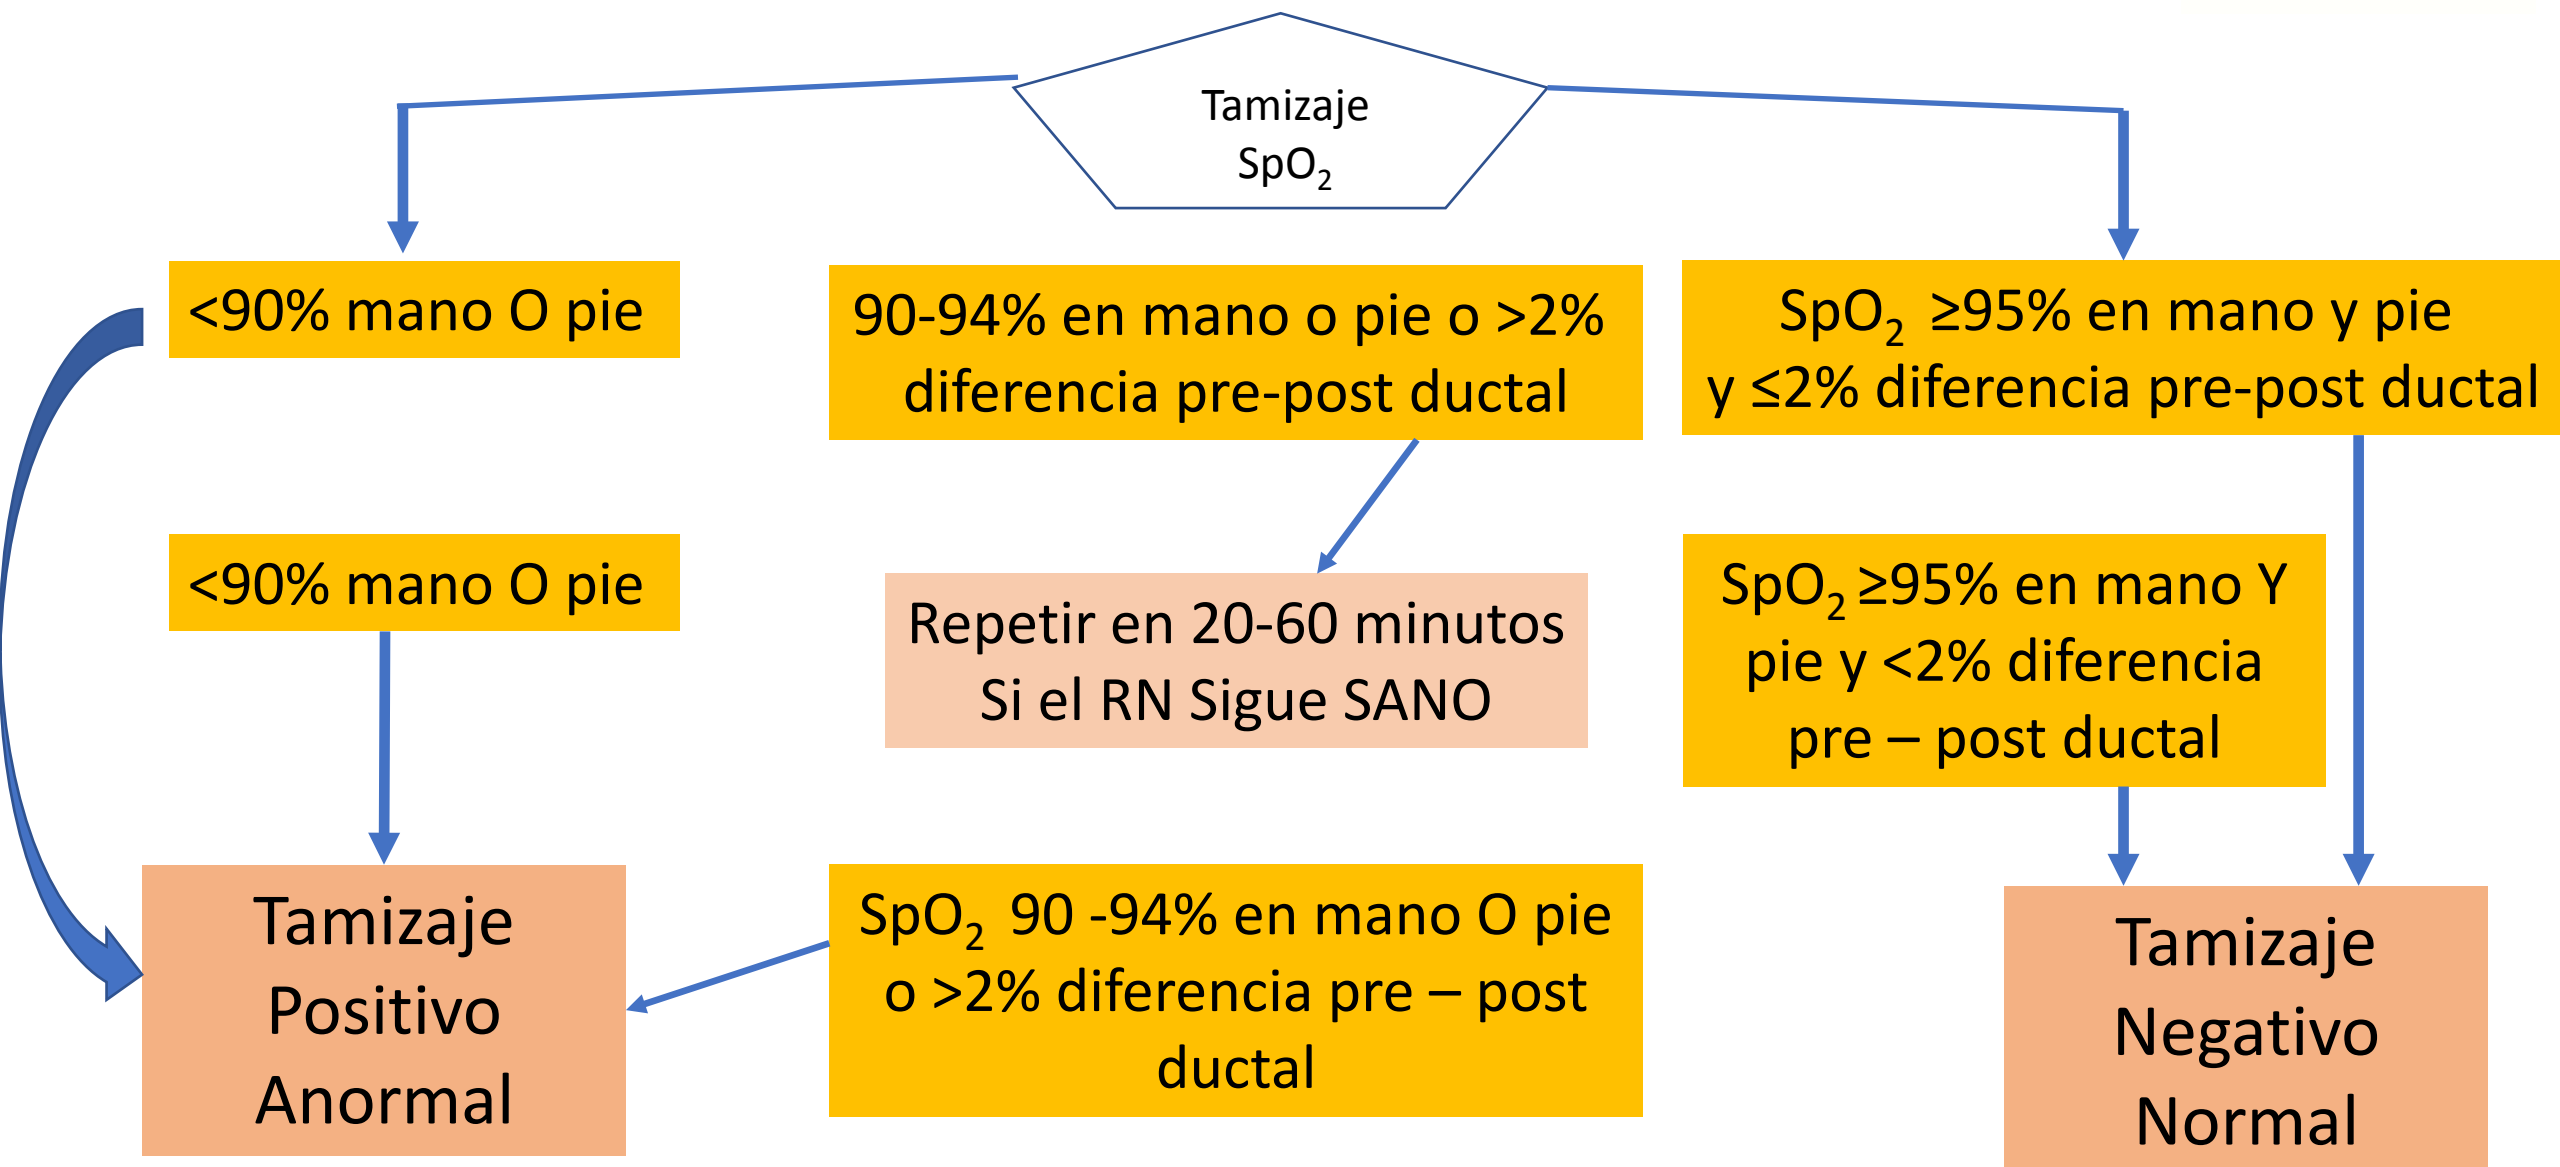 Tamizaje
SpO₂
<90% mano O pie
90-94% en mano o pie o >2%
diferencia pre-post ductal
SpO₂ ≥95% en mano y pie
y ≤2% diferencia pre-post ductal
<90% mano O pie
Repetir en 20-60 minutos
Si el RN Sigue SANO
SpO₂ ≥95% en mano Y
pie y <2% diferencia
pre – post ductal
Tamizaje
Positivo
Anormal
SpO₂ 90 -94% en mano O pie
o >2% diferencia pre – post
ductal
Tamizaje
Negativo
Normal